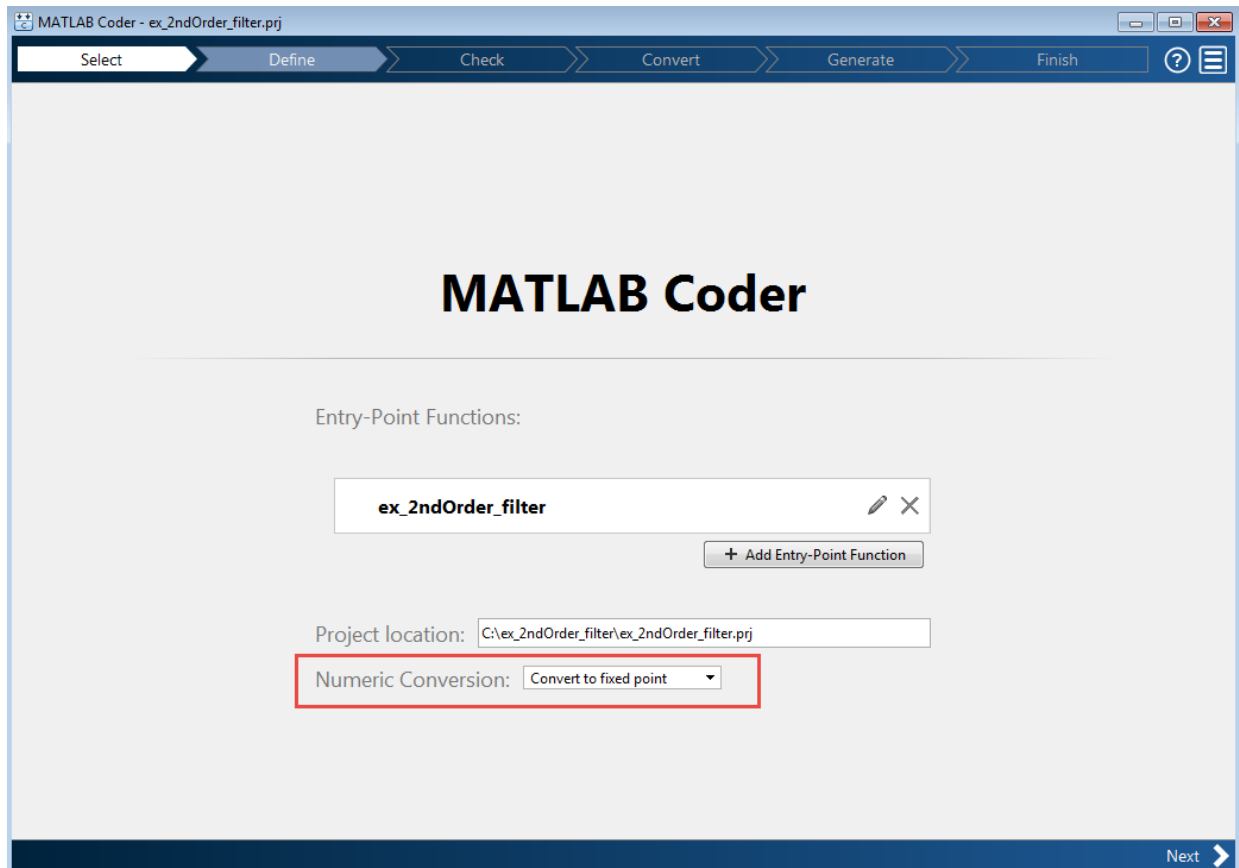 MATLAB Coder - ex_2ndOrder_filter.prj
Select Define Check Convert Generate Finish
MATLAB Coder
Entry-Point Functions:
ex_2ndOrder_filter
+ Add Entry-Point Function
Project location: C:\ex_2ndOrder_filter\ex_2ndOrder_filter.prj
Numeric Conversion: Convert to fixed point
Next